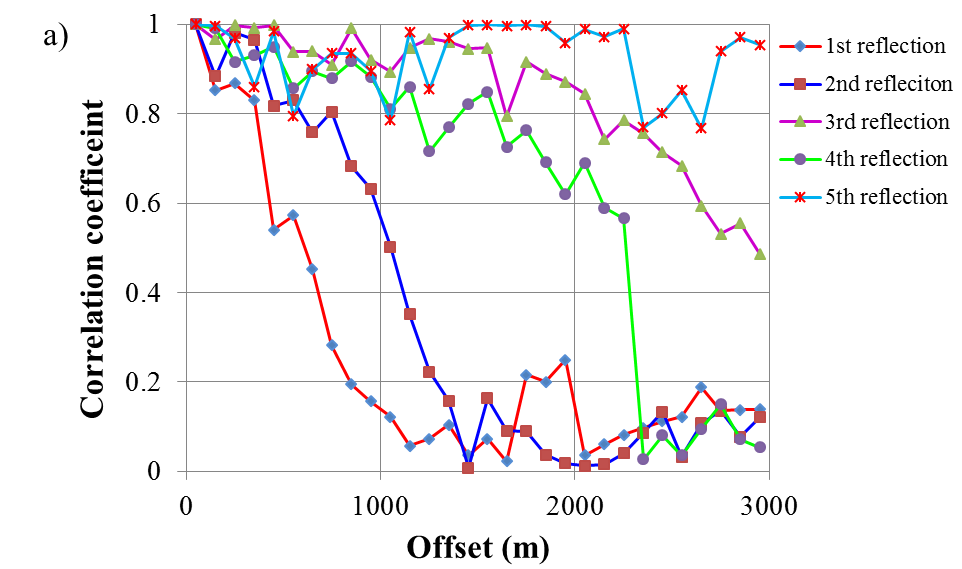 a)
1
0.8
0.6
0.4
0.2
0
0
1000
2000
3000
Correlation coefficeint
Offset (m)
1st reflection
2nd refleciton
3rd reflection
4th reflection
5th reflection